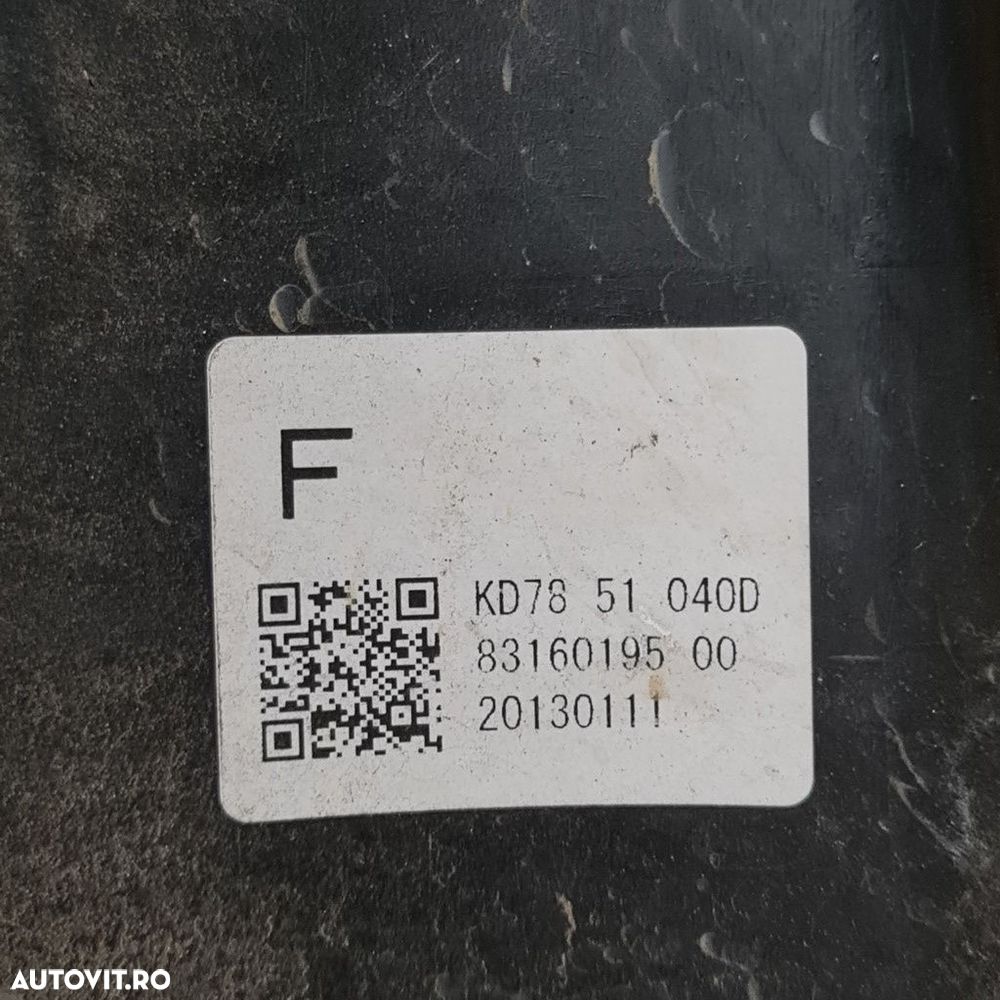 F
KD78 51 040D
83160195 00
20130111
AUTOVIT.RO